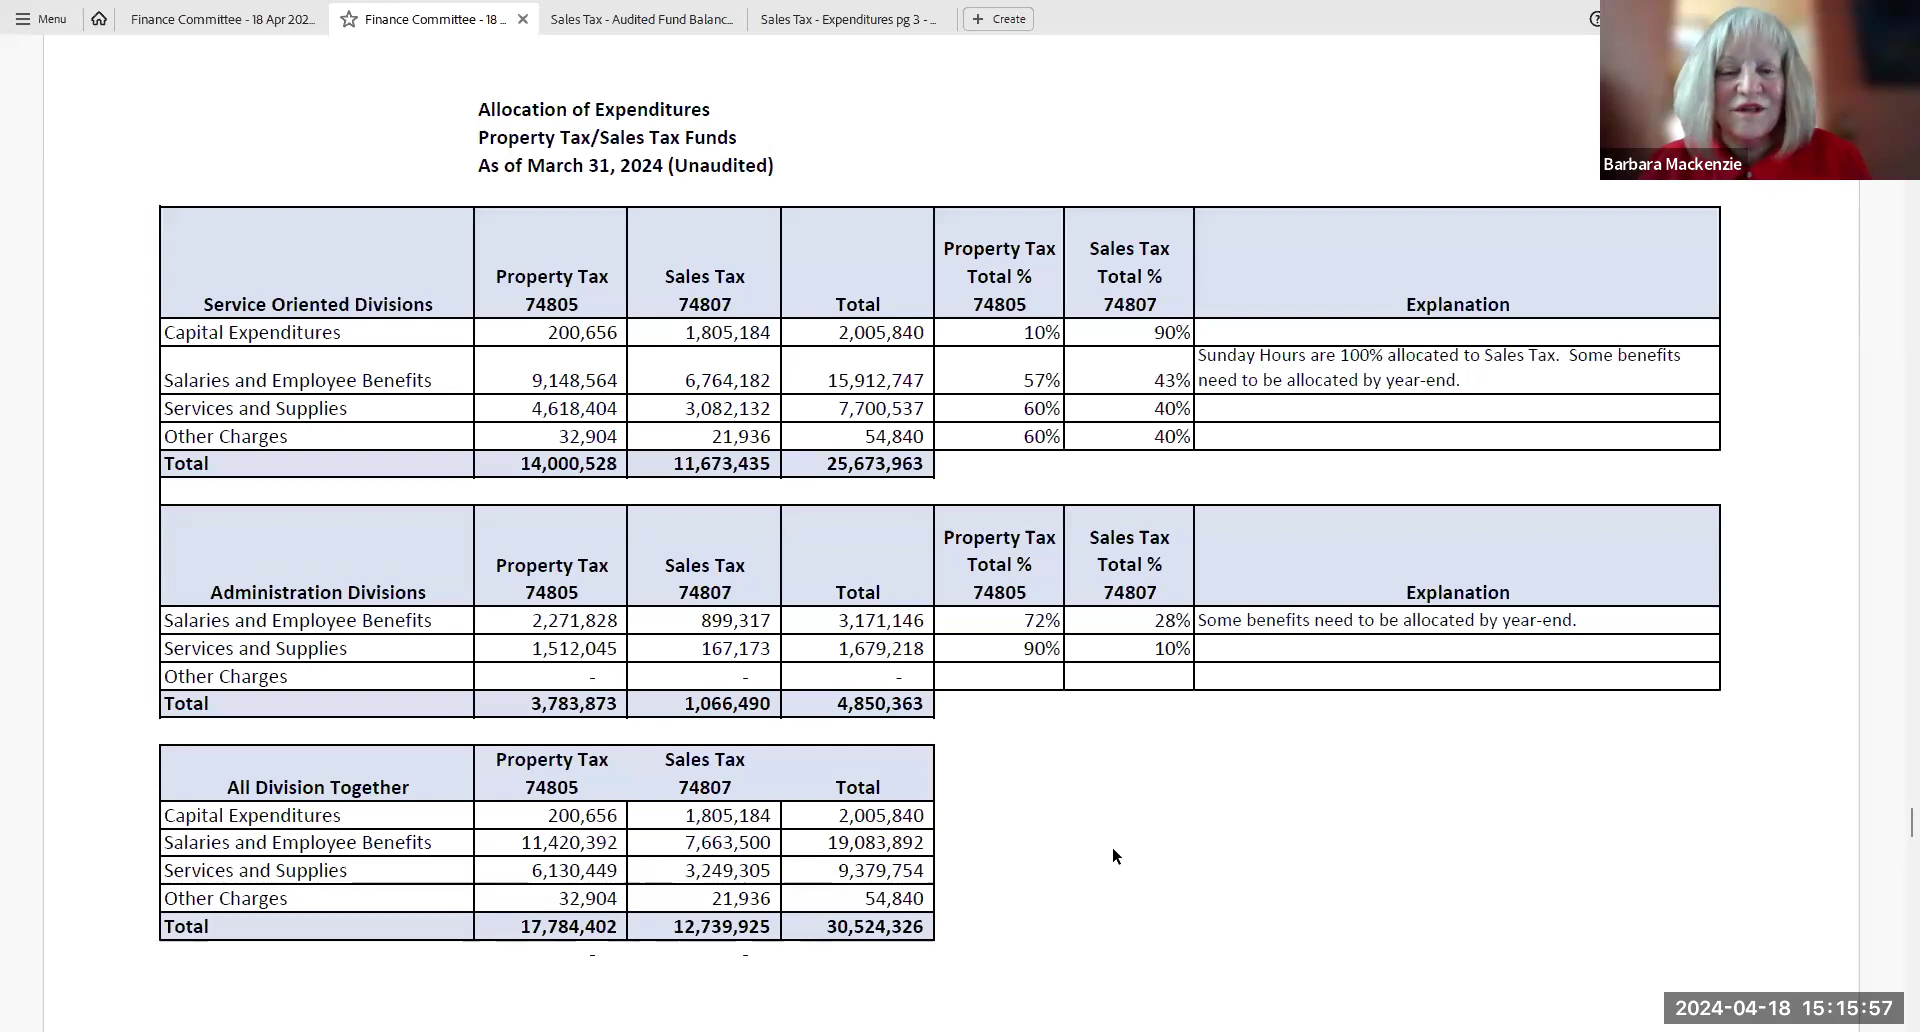 Menu
Finance Committee - 18 Apr 202...
Finance Committee - 18 ...
Sales Tax - Audited Fund Balanc...
Sales Tax - Expenditures pg 3 - ...
Create
Barbara Mackenzie
Allocation of Expenditures
Property Tax/Sales Tax Funds
As of March 31, 2024 (Unaudited)
Service Oriented Divisions Property Tax 74805 Sales Tax 74807 Total Property Tax Total % 74805 Sales Tax Total % 74807 Explanation
Capital Expenditures 200,656 1,805,184 2,005,840 10% 90%
Salaries and Employee Benefits 9,148,564 6,764,182 15,912,747 57% 43% Sunday Hours are 100% allocated to Sales Tax. Some benefits need to be allocated by year-end.
Services and Supplies 4,618,404 3,082,132 7,700,537 60% 40%
Other Charges 32,904 21,936 54,840 60% 40%
Total 14,000,528 11,673,435 25,673,963
Administration Divisions Property Tax 74805 Sales Tax 74807 Total Property Tax Total % 74805 Sales Tax Total % 74807 Explanation
Salaries and Employee Benefits 2,271,828 899,317 3,171,146 72% 28% Some benefits need to be allocated by year-end.
Services and Supplies 1,512,045 167,173 1,679,218 90% 10%
Other Charges - - -
Total 3,783,873 1,066,490 4,850,363
All Division Together Property Tax 74805 Sales Tax 74807 Total
Capital Expenditures 200,656 1,805,184 2,005,840
Salaries and Employee Benefits 11,420,392 7,663,500 19,083,892
Services and Supplies 6,130,449 3,249,305 9,379,754
Other Charges 32,904 21,936 54,840
Total 17,784,402 12,739,925 30,524,326
- -
2024-04-18 15:15:57